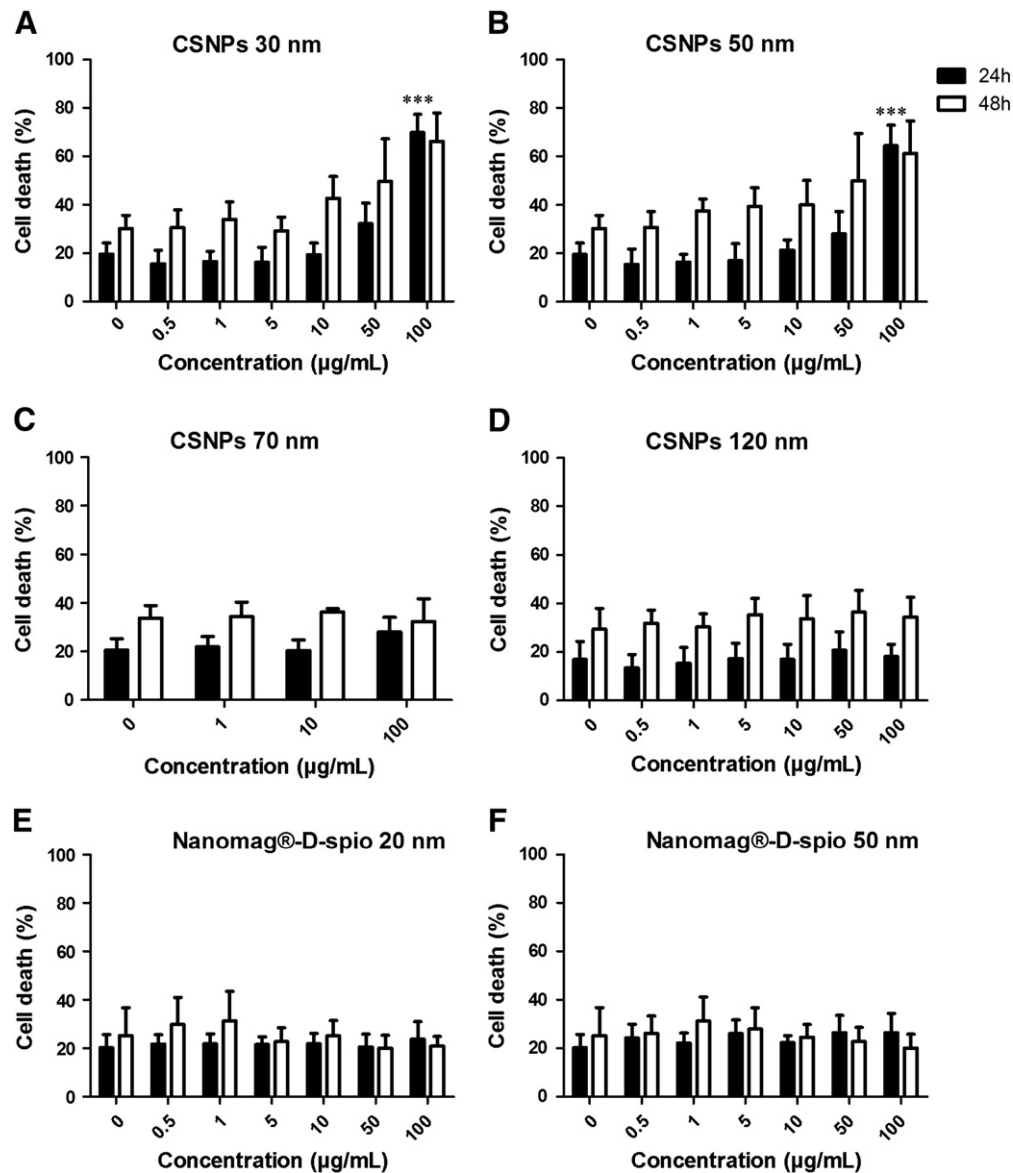 A
CSNPs 30 nm
***
Cell death (%)
100
80
60
40
20
0
0 0.5 1 5 10 50 100
Concentration (µg/mL)
B
CSNPs 50 nm
***
24h
48h
Cell death (%)
100
80
60
40
20
0
0 0.5 1 5 10 50 100
Concentration (µg/mL)
C
CSNPs 70 nm
Cell death (%)
100
80
60
40
20
0
0 1 10 100
Concentration (µg/mL)
D
CSNPs 120 nm
Cell death (%)
100
80
60
40
20
0
0 0.5 1 5 10 50 100
Concentration (µg/mL)
E
Nanomag®-D-spio 20 nm
Cell death (%)
100
80
60
40
20
0
0 0.5 1 5 10 50 100
Concentration (µg/mL)
F
Nanomag®-D-spio 50 nm
Cell death (%)
100
80
60
40
20
0
0 0.5 1 5 10 50 100
Concentration (µg/mL)